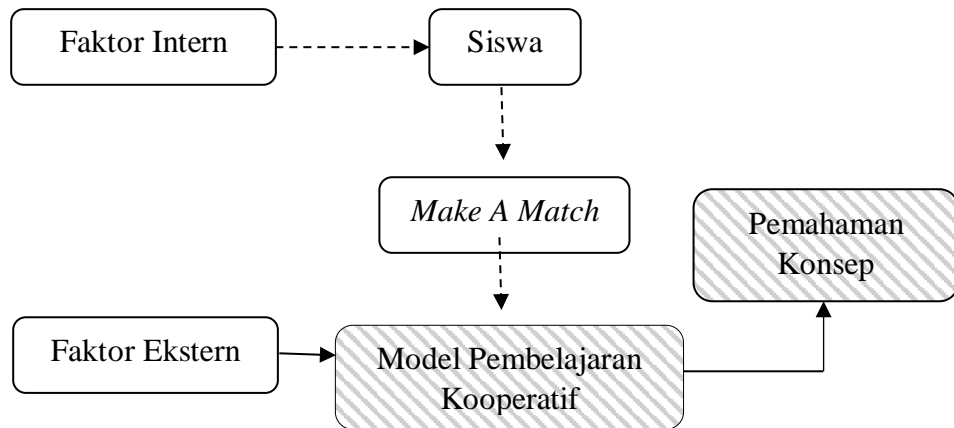 Faktor Intern
Siswa
Make A Match
Pemahaman
Konsep
Faktor Ekstern
Model Pembelajaran
Kooperatif